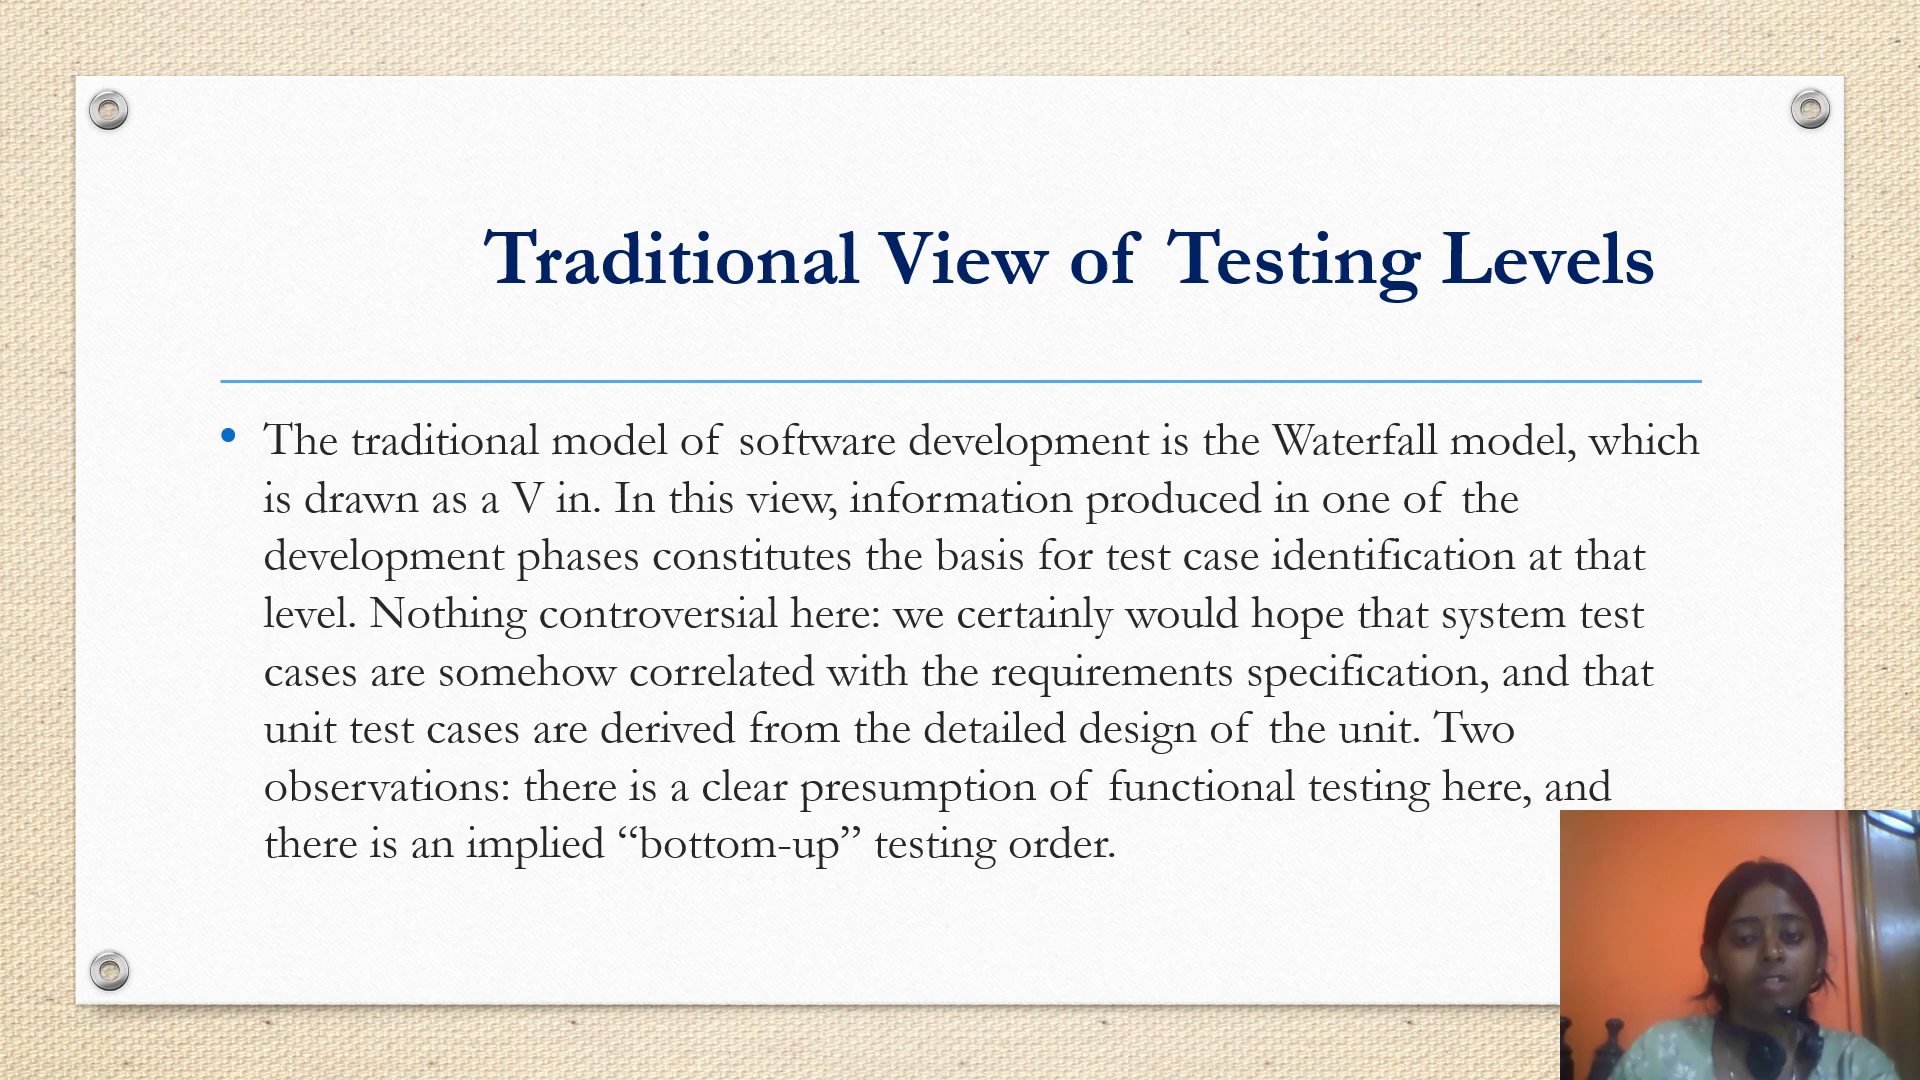 Traditional View of Testing Levels
• The traditional model of software development is the Waterfall model, which
is drawn as a V in. In this view, information produced in one of the
development phases constitutes the basis for test case identification at that
level. Nothing controversial here: we certainly would hope that system test
cases are somehow correlated with the requirements specification, and that
unit test cases are derived from the detailed design of the unit. Two
observations: there is a clear presumption of functional testing here, and
there is an implied “bottom-up” testing order.